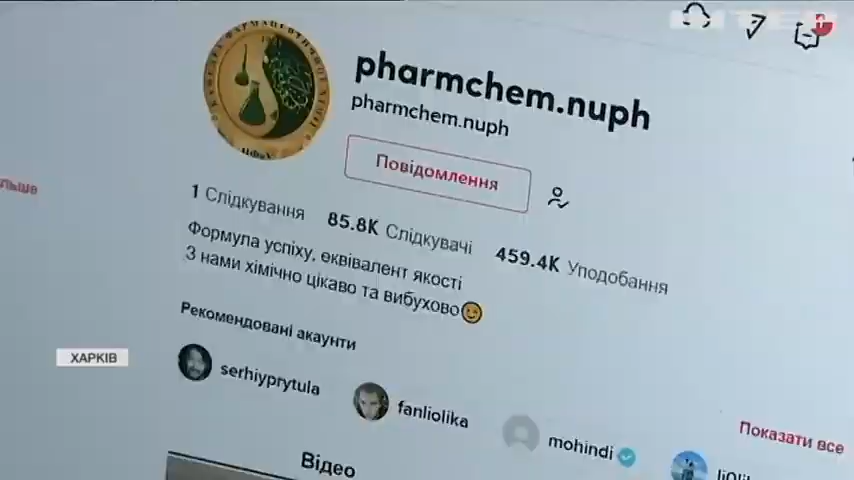 ІНТЕР
pharmchem.nuph
pharmchem.nuph
Повідомлення
1 Слідкування 85.8K Слідкувачі 459.4K Уподобання
Формула успіху, еквівалент якості
З нами хімічно цікаво та вибухово😉
Рекомендовані акаунти
ХАРКІВ
serhiyprytula
fanliolika
mohindi
Показати все
Відео